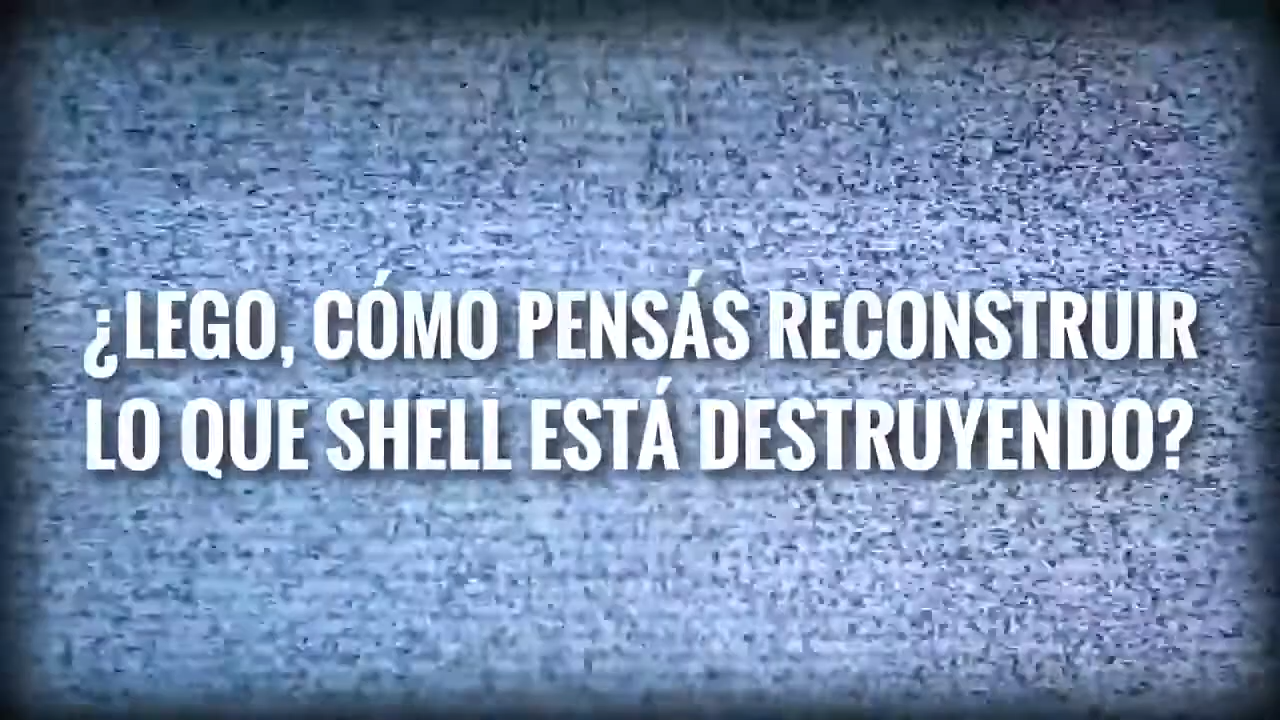 ¿LEGO, CÓMO PENSÁS RECONSTRUIR
LO QUE SHELL ESTÁ DESTRUYENDO?